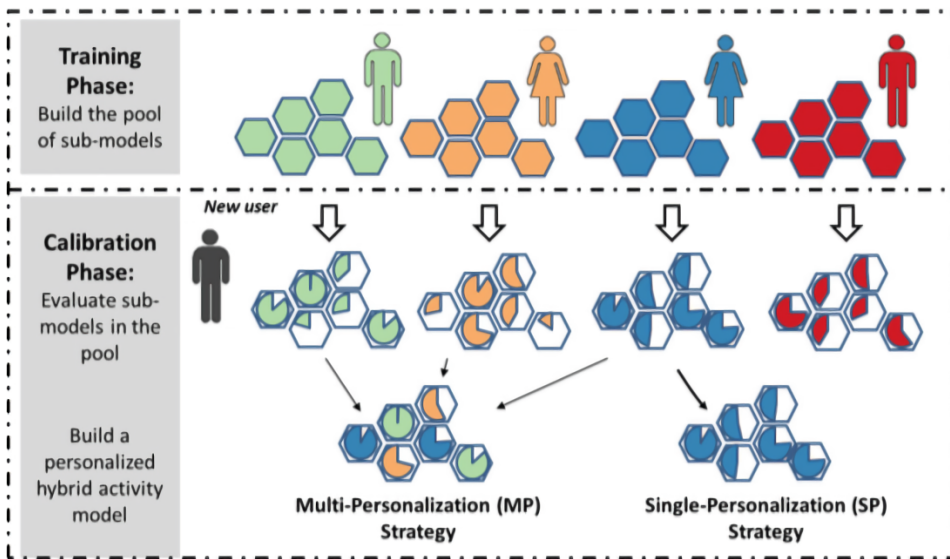 Training
Phase:
Build the pool
of sub-models
New user
Calibration
Phase:
Evaluate sub-
models in the
pool
Build a
personalized
hybrid activity
model
Multi-Personalization (MP)
Strategy
Single-Personalization (SP)
Strategy